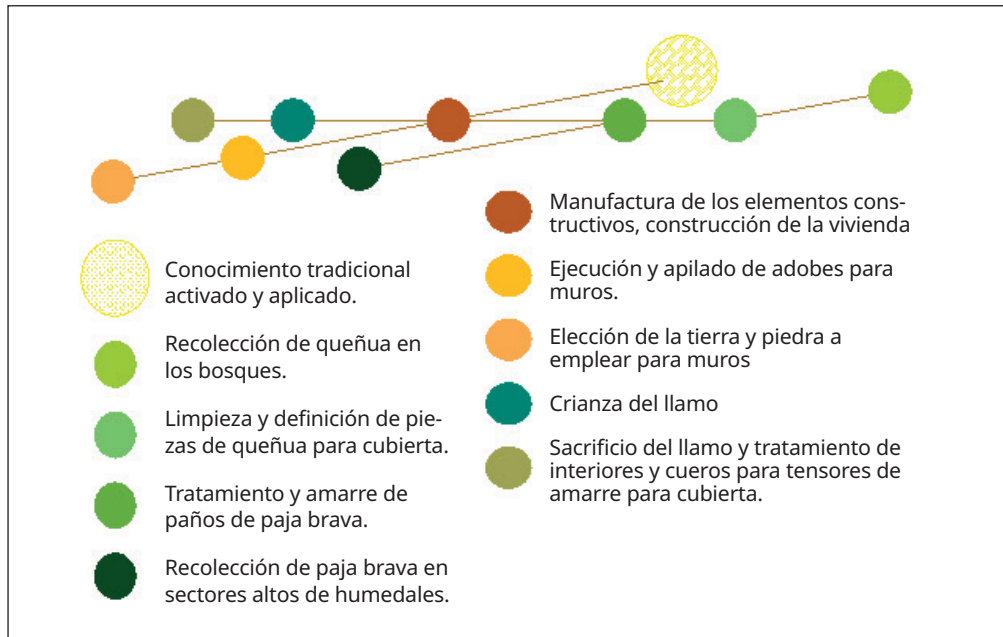 Conocimiento tradicional
activado y aplicado.
Recolección de queñua en
los bosques.
Limpieza y definición de pie-
zas de queñua para cubierta.
Tratamiento y amarre de
paños de paja brava.
Recolección de paja brava en
sectores altos de humedales.
Manufactura de los elementos cons-
tructivos, construcción de la vivienda
Ejecución y apilado de adobes para
muros.
Elección de la tierra y piedra a
emplear para muros
Crianza del llamo
Sacrificio del llamo y tratamiento de
interiores y cueros para tensores de
amarre para cubierta.